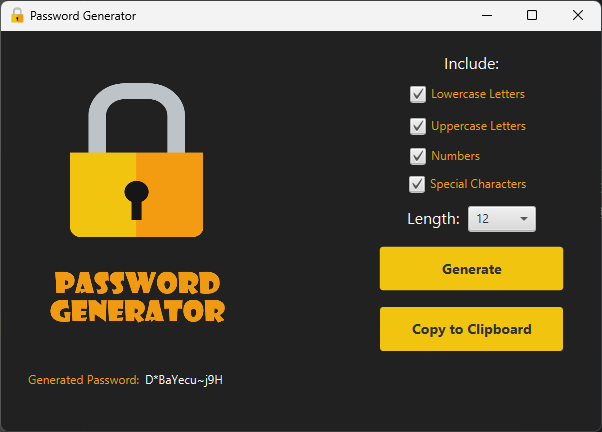 Password Generator
Include:
Lowercase Letters
Uppercase Letters
Numbers
Special Characters
Length: 12
Generate
Copy to Clipboard
PASSWORD
GENERATOR
Generated Password: D*BaYecu~j9H